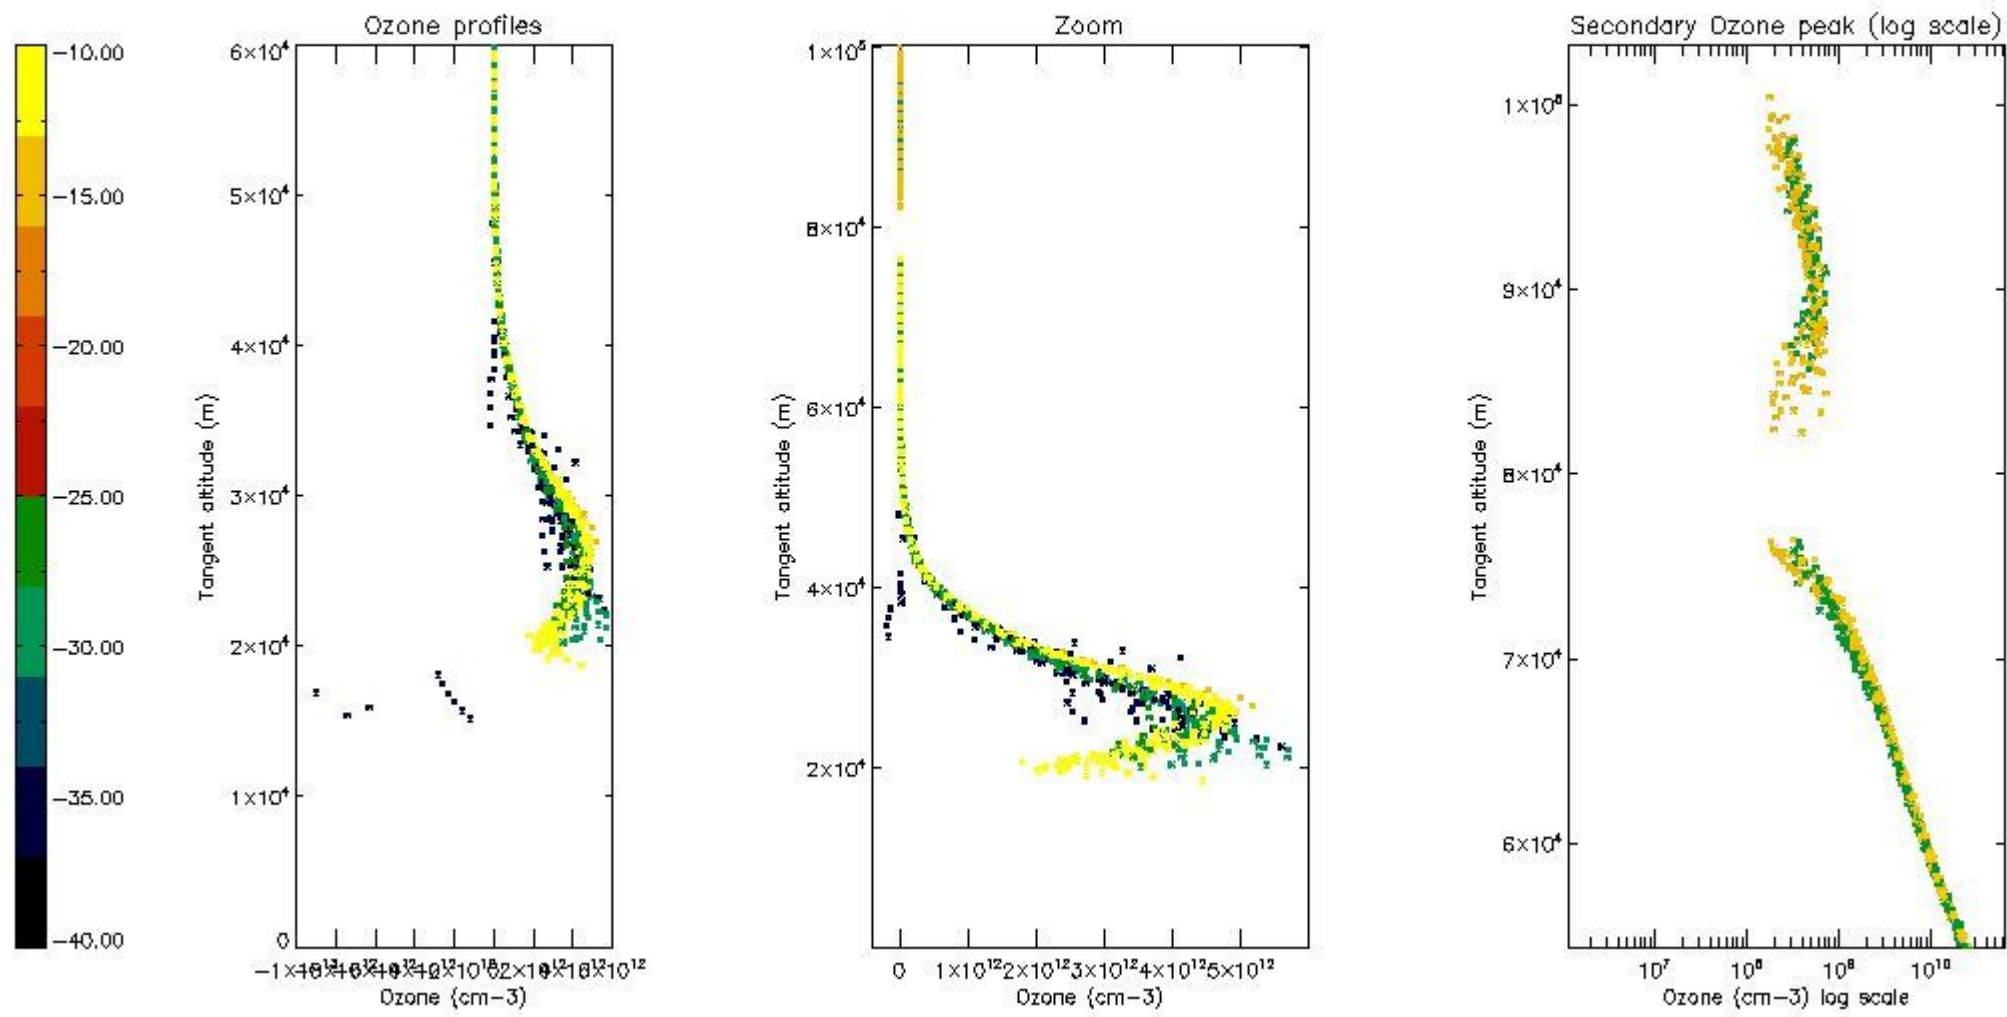 Ozone profiles
Zoom
Secondary Ozone peak (log scale)
−10.00
−15.00
−20.00
−25.00
−30.00
−35.00
−40.00
6×10⁴
5×10⁴
4×10⁴
3×10⁴
2×10⁴
1×10⁴
0
Tangent altitude (m)
Ozone (cm−3)
1×10⁵
8×10⁴
6×10⁴
4×10⁴
2×10⁴
Tangent altitude (m)
0 1×10¹² 2×10¹² 3×10¹² 4×10¹² 5×10¹²
Ozone (cm−3)
9×10⁴
8×10⁴
7×10⁴
6×10⁴
Tangent altitude (m)
10⁷ 10⁸ 10⁹ 10¹⁰
Ozone (cm−3) log scale